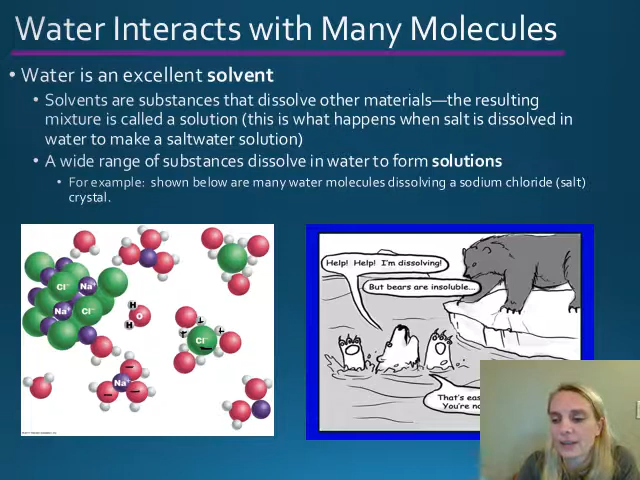 Water Interacts with Many Molecules
• Water is an excellent solvent
• Solvents are substances that dissolve other materials—the resulting
mixture is called a solution (this is what happens when salt is dissolved in
water to make a saltwater solution)
• A wide range of substances dissolve in water to form solutions
• For example: shown below are many water molecules dissolving a sodium chloride (salt)
crystal.
Cl⁻ Na⁺
Na⁺ Cl⁻
H
O
H
Cl⁻
Na⁺
Help! Help! I'm dissolving!
But bears are insoluble...
That's
You're